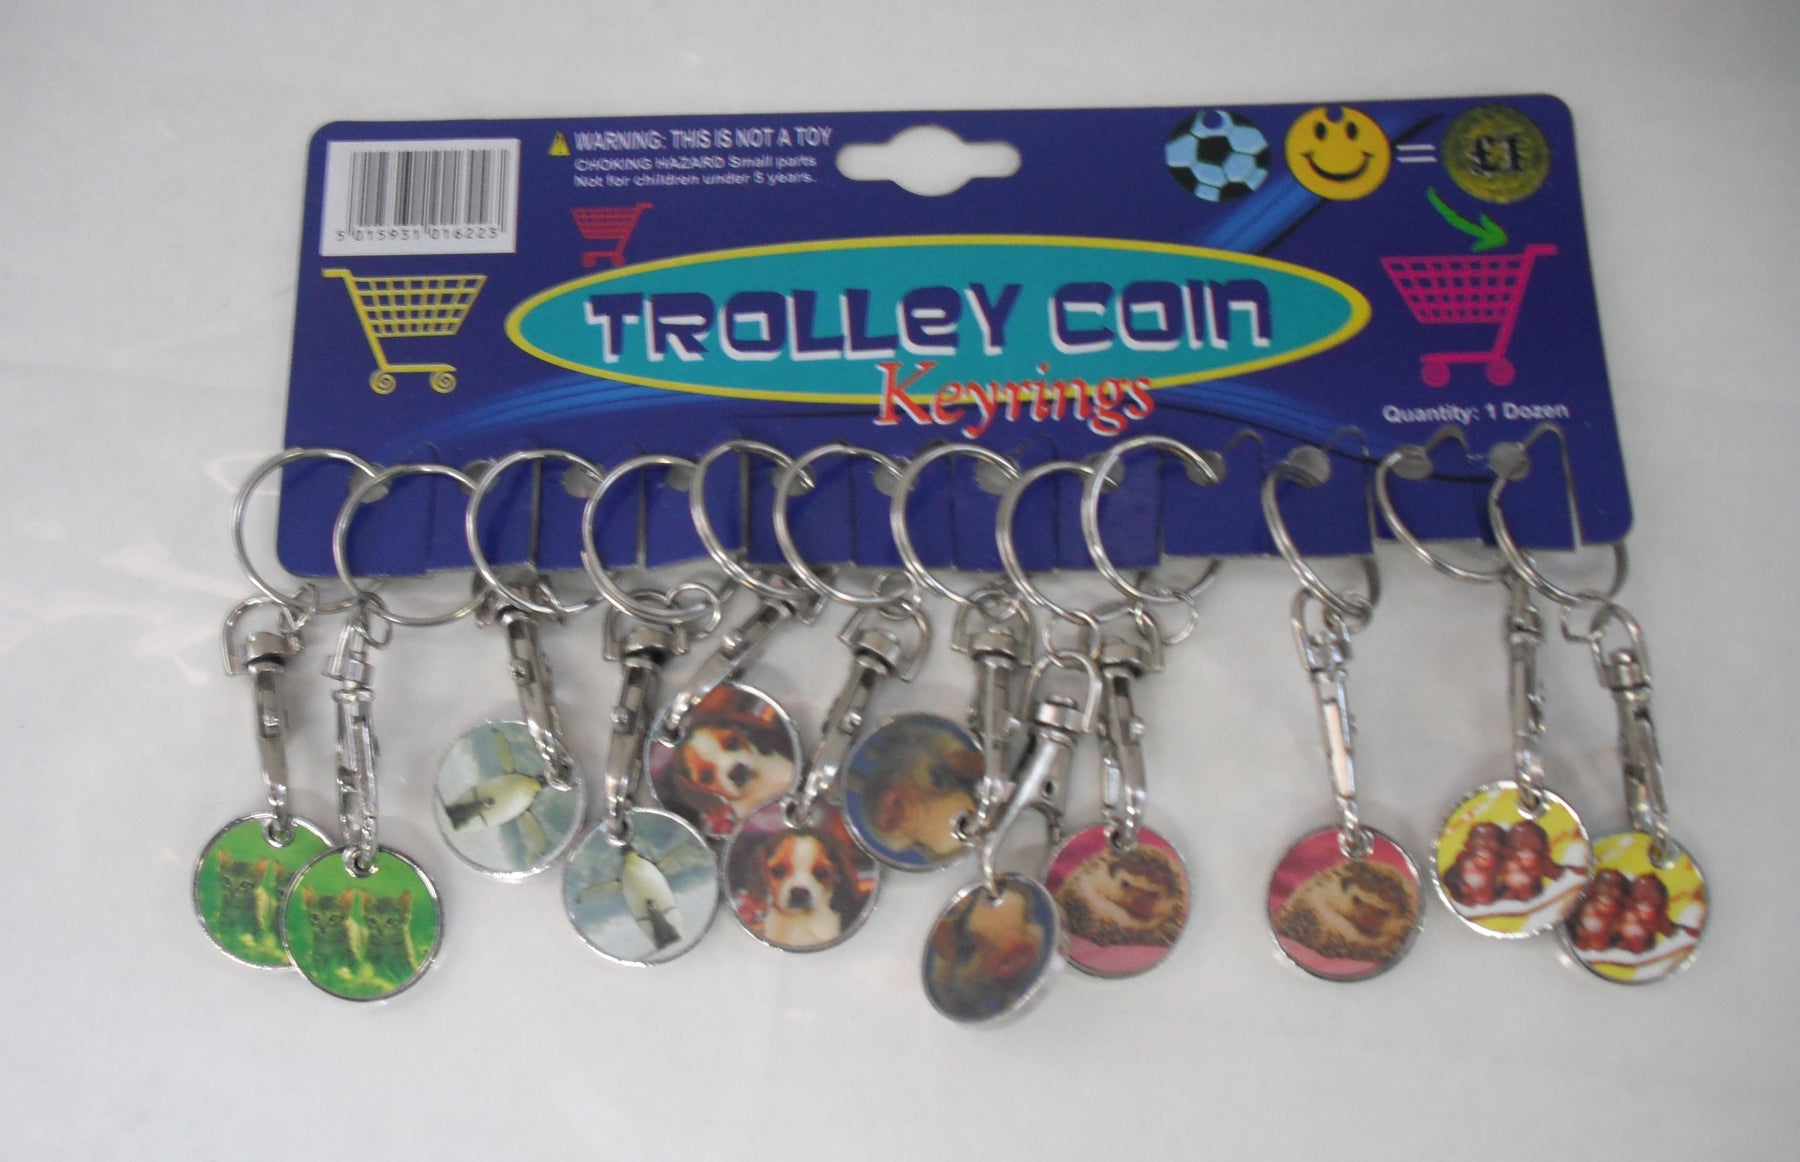 WARNING: THIS IS NOT A TOY
CHOKING HAZARD Small parts
Not for children under 5 years.
5 015931 016223
= £1
TROLLEY COIN
Keyrings
Quantity: 1 Dozen